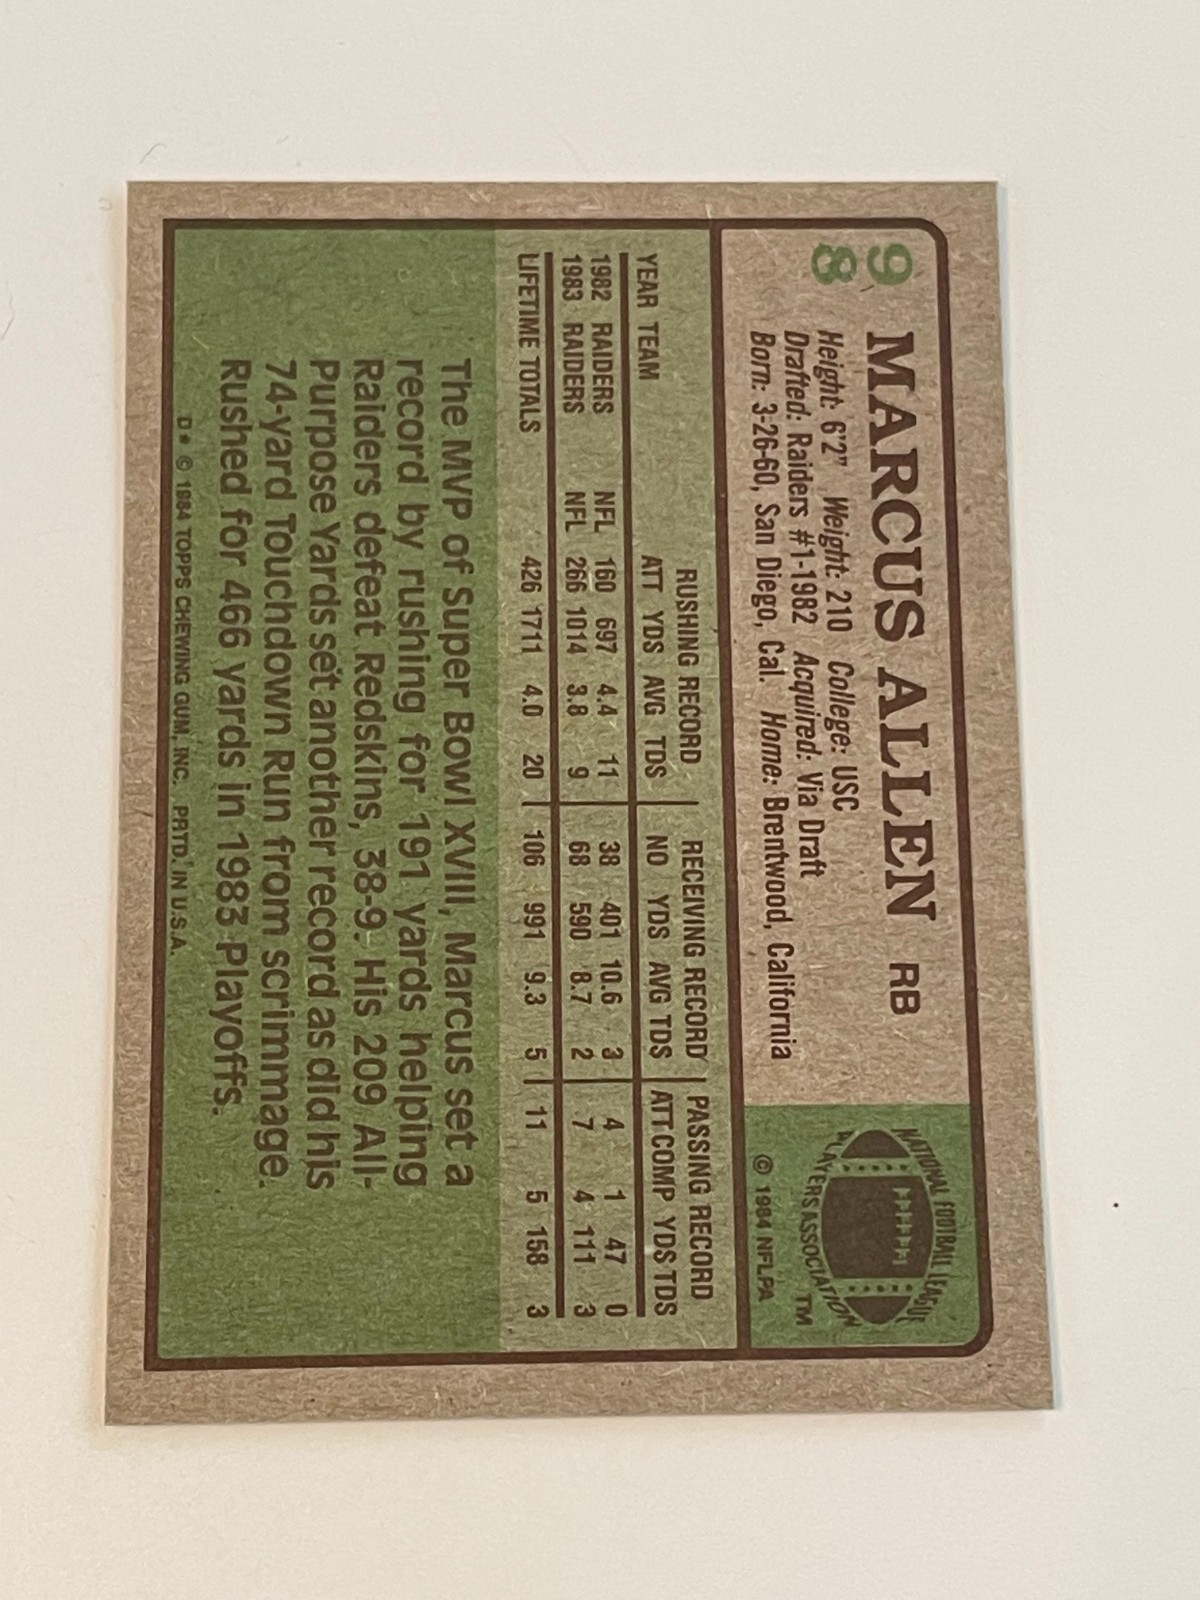 98
MARCUS ALLEN RB
Height: 6'2" Weight: 210 College: USC
Drafted: Raiders #1-1982 Acquired: Via Draft
Born: 3-26-60, San Diego, Cal. Home: Brentwood, California
NATIONAL FOOTBALL LEAGUE
PLAYERS ASSOCIATION
TM
© 1984 NFLPA
RUSHING RECORD RECEIVING RECORD PASSING RECORD
YEAR TEAM ATT YDS AVG TDS NO YDS AVG TDS ATT COMP YDS TDS
1982 RAIDERS NFL 160 697 4.4 11 38 401 10.6 3 4 1 47 0
1983 RAIDERS NFL 266 1014 3.8 9 68 590 8.7 2 7 4 111 3
LIFETIME TOTALS 426 1711 4.0 20 106 991 9.3 5 11 5 158 3
The MVP of Super Bowl XVIII, Marcus set a
record by rushing for 191 yards helping
Raiders defeat Redskins, 38-9. His 209 All-
Purpose Yards set another record as did his
74-yard Touchdown Run from scrimmage.
Rushed for 466 yards in 1983 Playoffs.
D* © 1984 TOPPS CHEWING GUM, INC. PRTD. IN U.S.A.